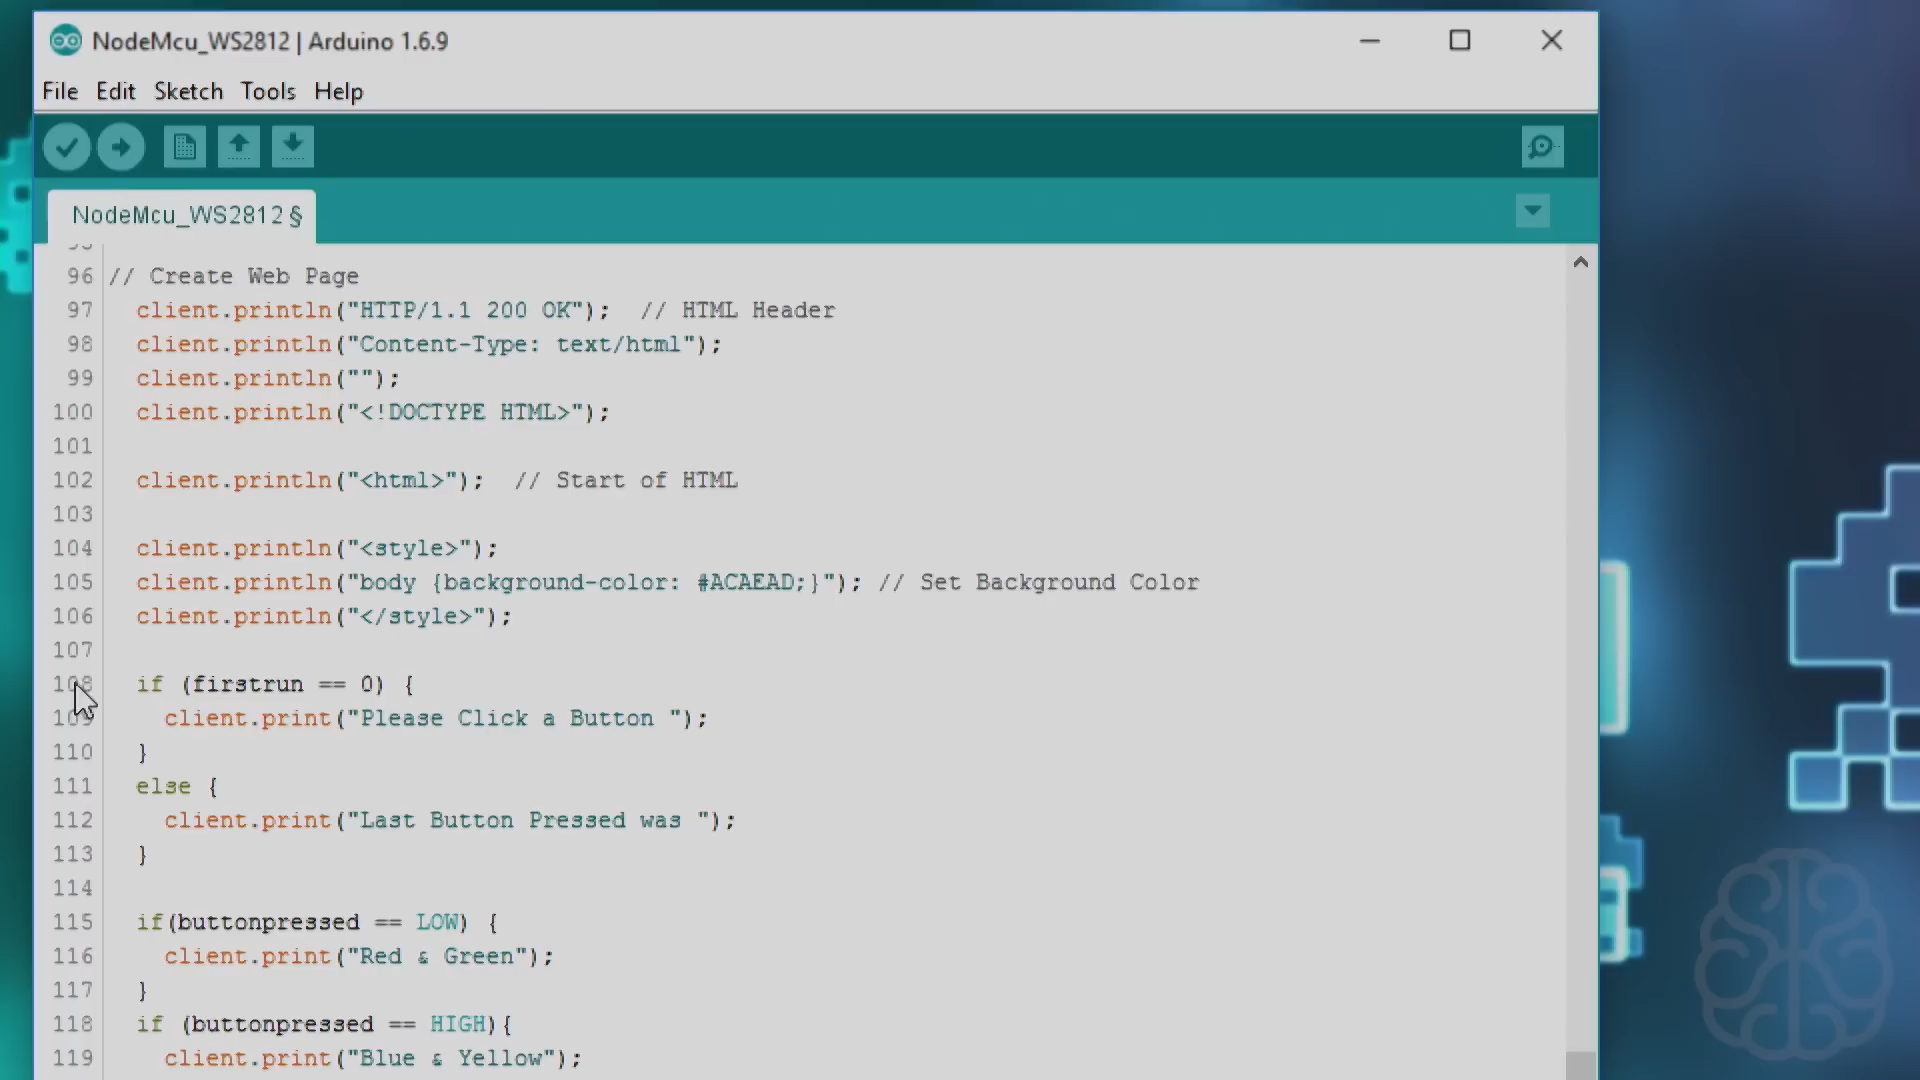 NodeMcu_WS2812 | Arduino 1.6.9
File Edit Sketch Tools Help
NodeMcu_WS2812 §
96 // Create Web Page
97 client.println("HTTP/1.1 200 OK"); // HTML Header
98 client.println("Content-Type: text/html");
99 client.println("");
100 client.println("<!DOCTYPE HTML>");
101
102 client.println("<html>"); // Start of HTML
103
104 client.println("<style>");
105 client.println("body {background-color: #ACAEAD;}"); // Set Background Color
106 client.println("</style>");
107
108 if (firstrun == 0) {
109 client.print("Please Click a Button ");
110 }
111 else {
112 client.print("Last Button Pressed was ");
113 }
114
115 if(buttonpressed == LOW) {
116 client.print("Red & Green");
117 }
118 if (buttonpressed == HIGH){
119 client.print("Blue & Yellow");